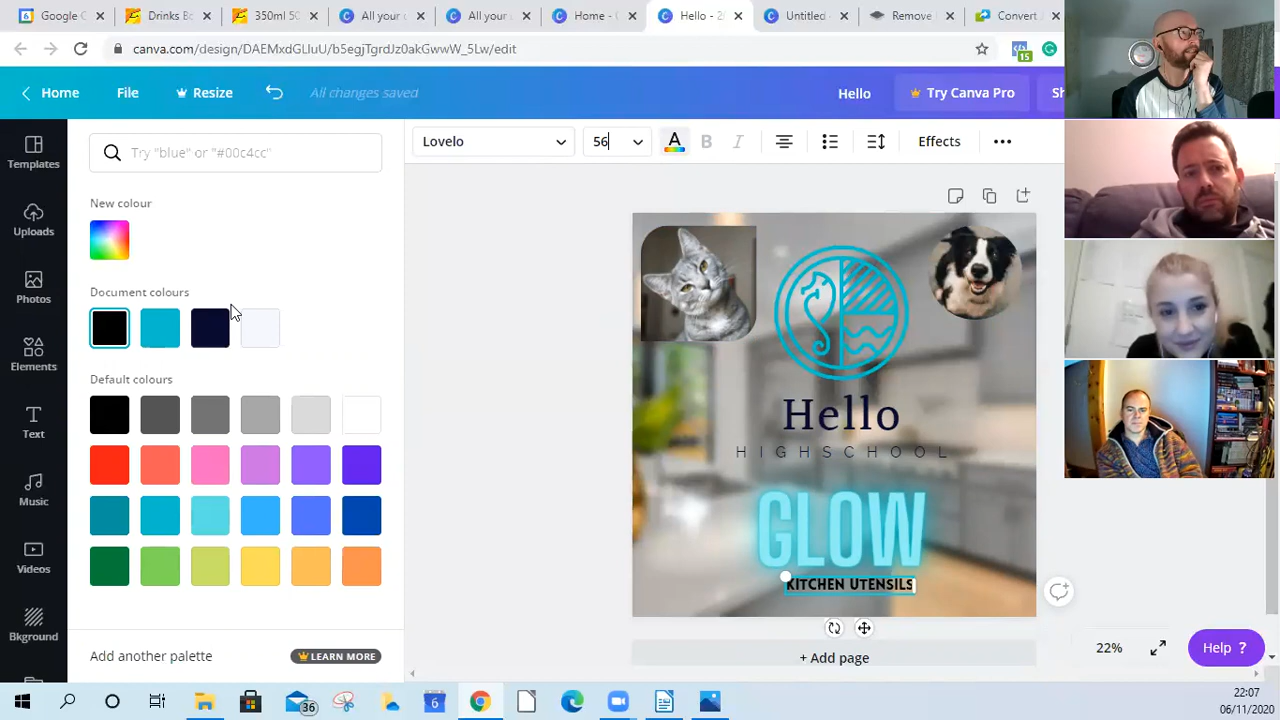 Google C
Drinks Bo
350ml 5
All your c
All your c
Home - C
Hello - 2
Untitled
Remove
Convert J
canva.com/design/DAEMxdGLIuU/b5egjTgrdJz0akGwwW_5Lw/edit
15
Home
File
Resize
All changes saved
Hello
Try Canva Pro
Sh
Templates
Uploads
Photos
Elements
Text
Music
Videos
Bkground
Try "blue" or "#00c4cc"
New colour
Document colours
Default colours
Add another palette
LEARN MORE
Lovelo
56
A
B
I
Effects
Hello
HIGHSCHOOL
GLOW
KITCHEN UTENSILS
+ Add page
22%
Help ?
36
6
22:07
06/11/2020